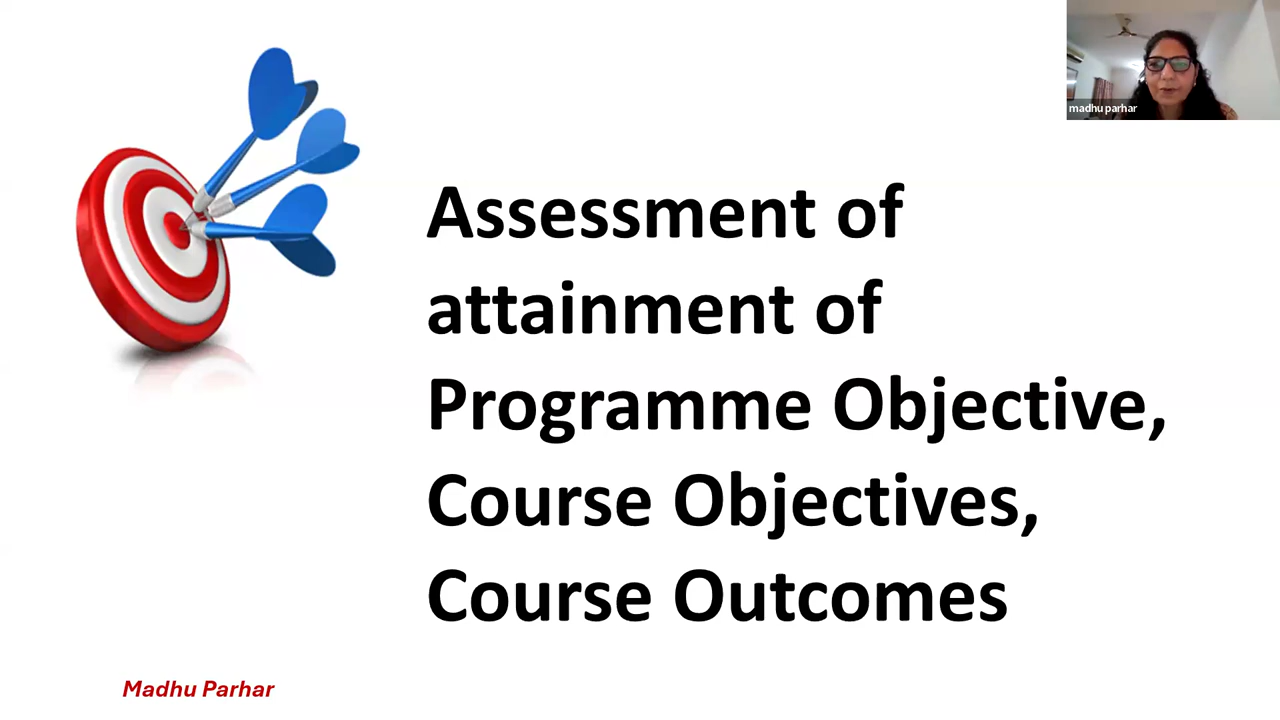 madhu parhar
Assessment of
attainment of
Programme Objective,
Course Objectives,
Course Outcomes
Madhu Parhar